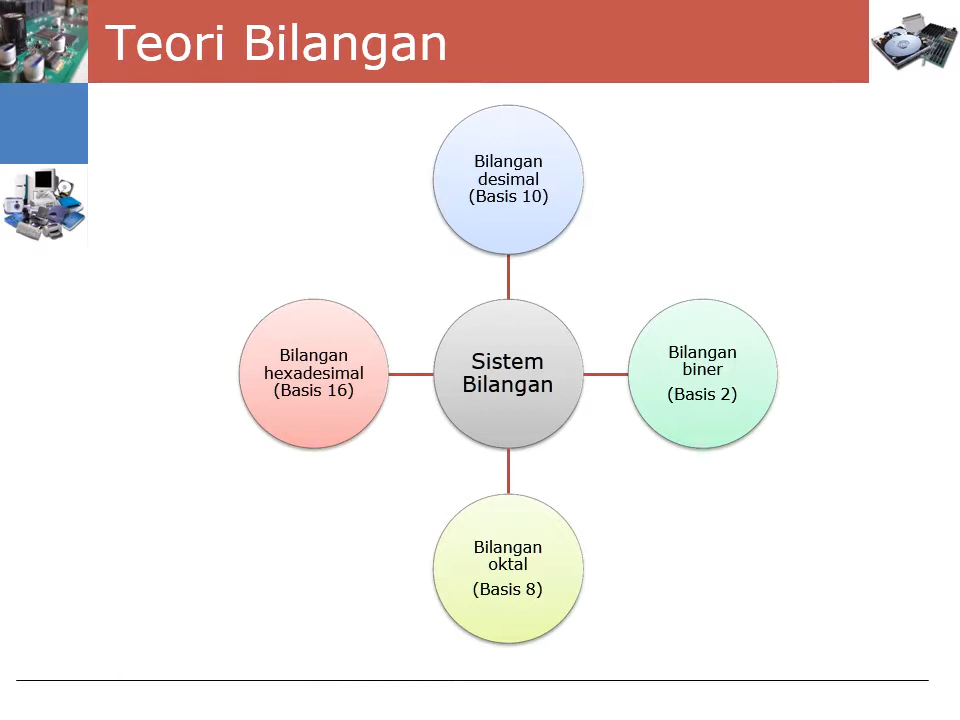 Teori Bilangan
Bilangan
desimal
(Basis 10)
Bilangan
hexadesimal
(Basis 16)
Sistem
Bilangan
Bilangan
biner
(Basis 2)
Bilangan
oktal
(Basis 8)